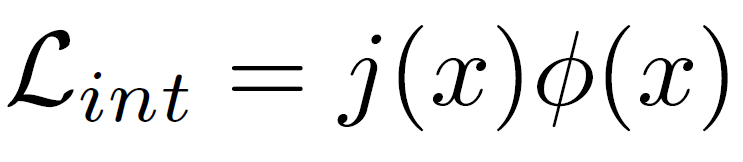 ℒ_{int} = j(x)ϕ(x)